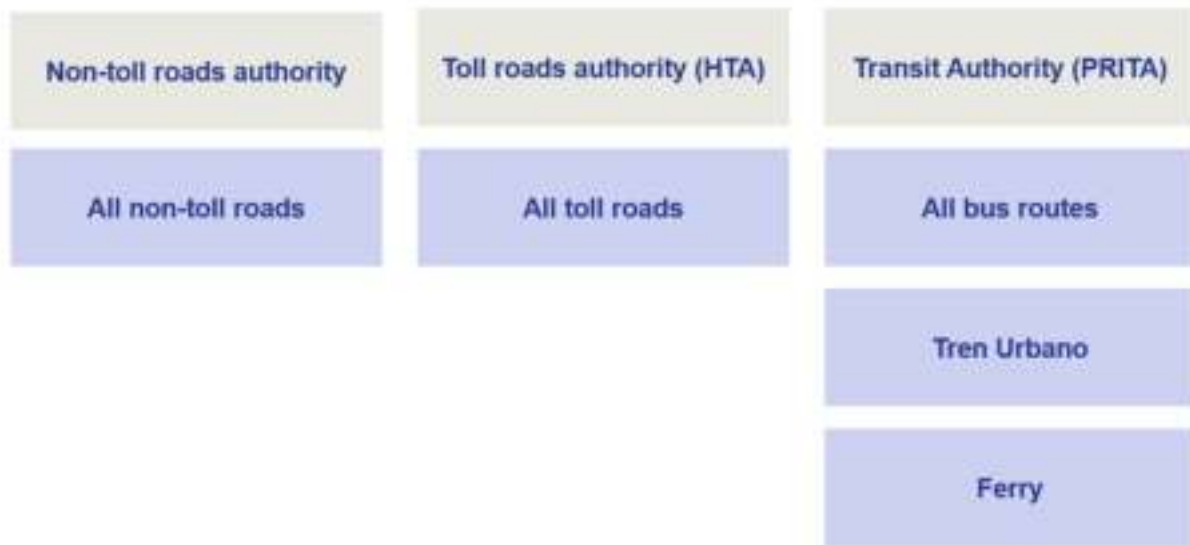 Non-toll roads authority
Toll roads authority (HTA)
Transit Authority (PRITA)
All non-toll roads
All toll roads
All bus routes
Tren Urbano
Ferry